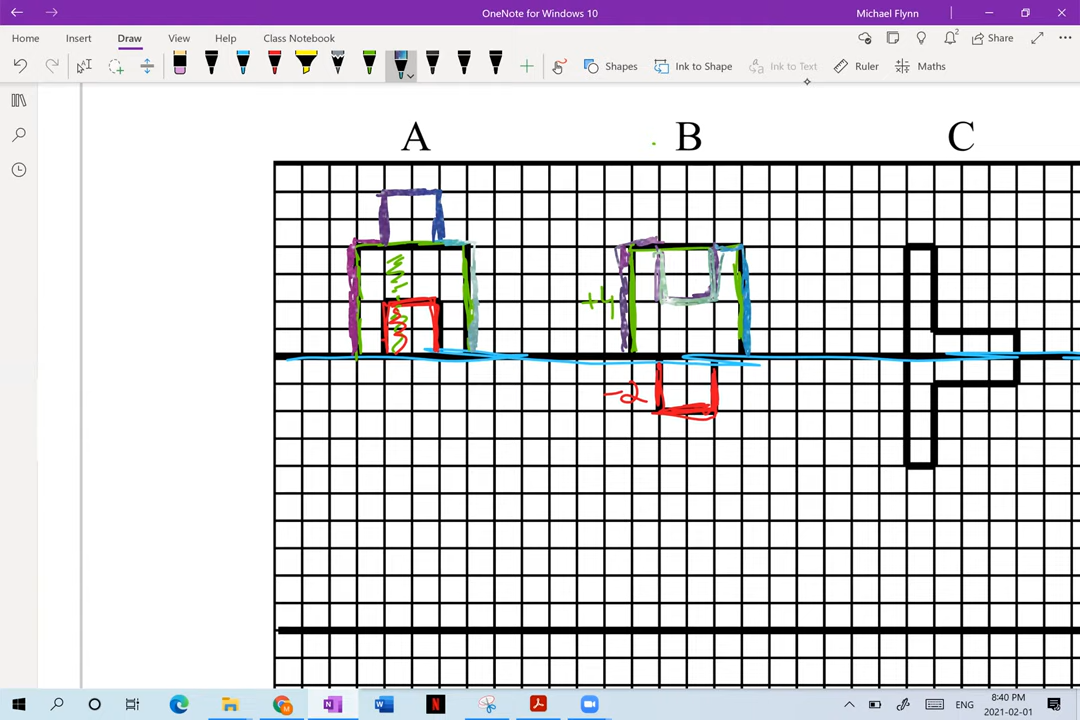 OneNote for Windows 10
Michael Flynn
Home
Insert
Draw
View
Help
Class Notebook
Share
Shapes
Ink to Shape
Ink to Text
Ruler
Maths
A
B
C
+4
-2
ENG
8:40 PM
2021-02-01